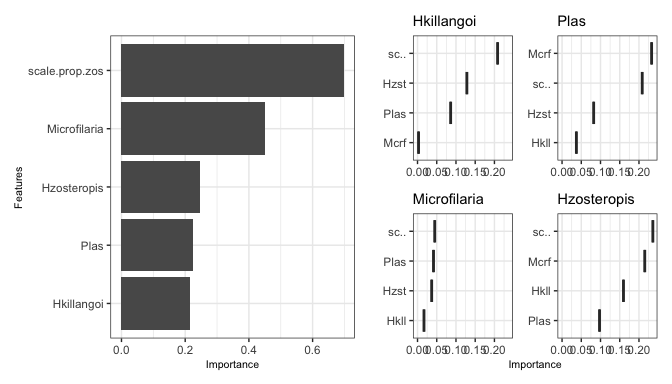 Features
scale.prop.zos
Microfilaria
Hzosteropis
Plas
Hkillangoi
0.0 0.2 0.4 0.6
Importance
Hkillangoi
sc..
Hzst
Plas
Mcrf
0.00 0.05 0.10 0.15 0.20
Plas
Mcrf
sc..
Hzst
Hkll
0.00 0.05 0.10 0.15 0.20
Microfilaria
sc..
Plas
Hzst
Hkll
0.00 0.05 0.10 0.15 0.20
Hzosteropis
sc..
Mcrf
Hkll
Plas
0.00 0.05 0.10 0.15 0.20
Importance